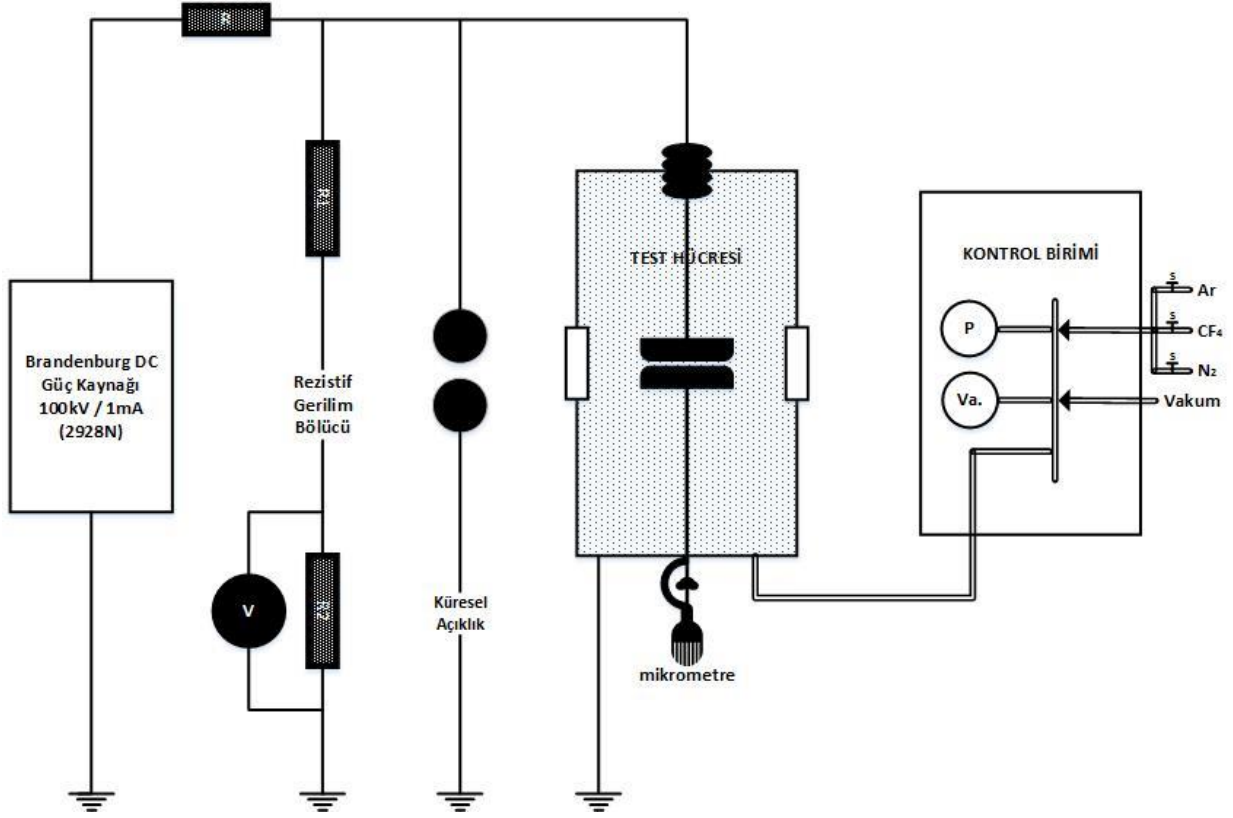 R
R1
TEST HÜCRESİ
KONTROL BİRİMİ
s
Ar
P
s
CF₄
s
N₂
Va.
Vakum
Brandenburg DC
Güç Kaynağı
100kV / 1mA
(2928N)
Rezistif
Gerilim
Bölücü
V
R2
Küresel
Açıklık
mikrometre